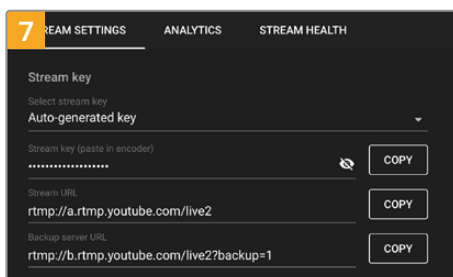 7
REAM SETTINGS ANALYTICS STREAM HEALTH
Stream key
Select stream key
Auto-generated key
Stream key (paste in encoder)
•••••••••••••••••••
COPY
Stream URL
rtmp://a.rtmp.youtube.com/live2
COPY
Backup server URL
rtmp://b.rtmp.youtube.com/live2?backup=1
COPY